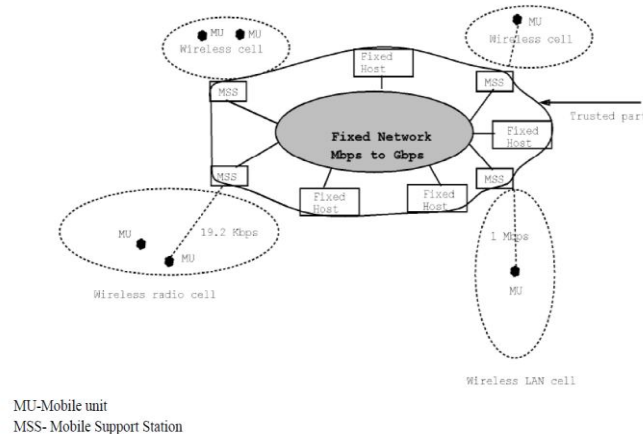 MU
MU
Wireless cell
MU
Wireless cell
Fixed
Host
MSS
MSS
Trusted part
Fixed Network
Mbps to Gbps
Fixed
Host
MSS
Fixed
Host
Fixed
Host
MSS
19.2 Kbps
MU
MU
1 Mbps
MU
Wireless radio cell
Wireless LAN cell
MU-Mobile unit
MSS- Mobile Support Station